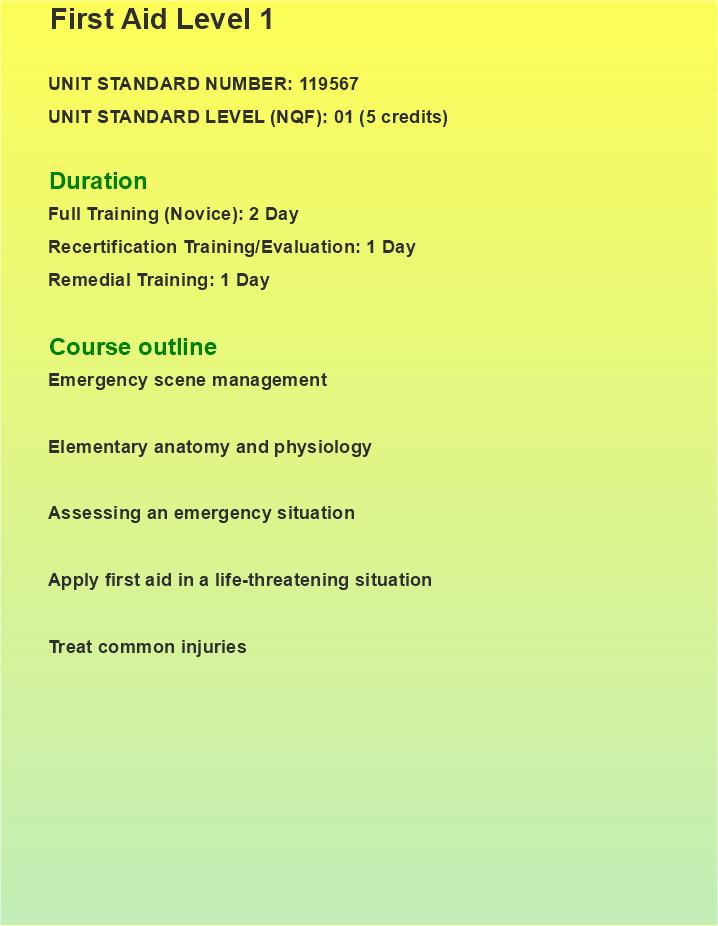 First Aid Level 1
UNIT STANDARD NUMBER: 119567
UNIT STANDARD LEVEL (NQF): 01 (5 credits)
Duration
Full Training (Novice): 2 Day
Recertification Training/Evaluation: 1 Day
Remedial Training: 1 Day
Course outline
Emergency scene management
Elementary anatomy and physiology
Assessing an emergency situation
Apply first aid in a life-threatening situation
Treat common injuries